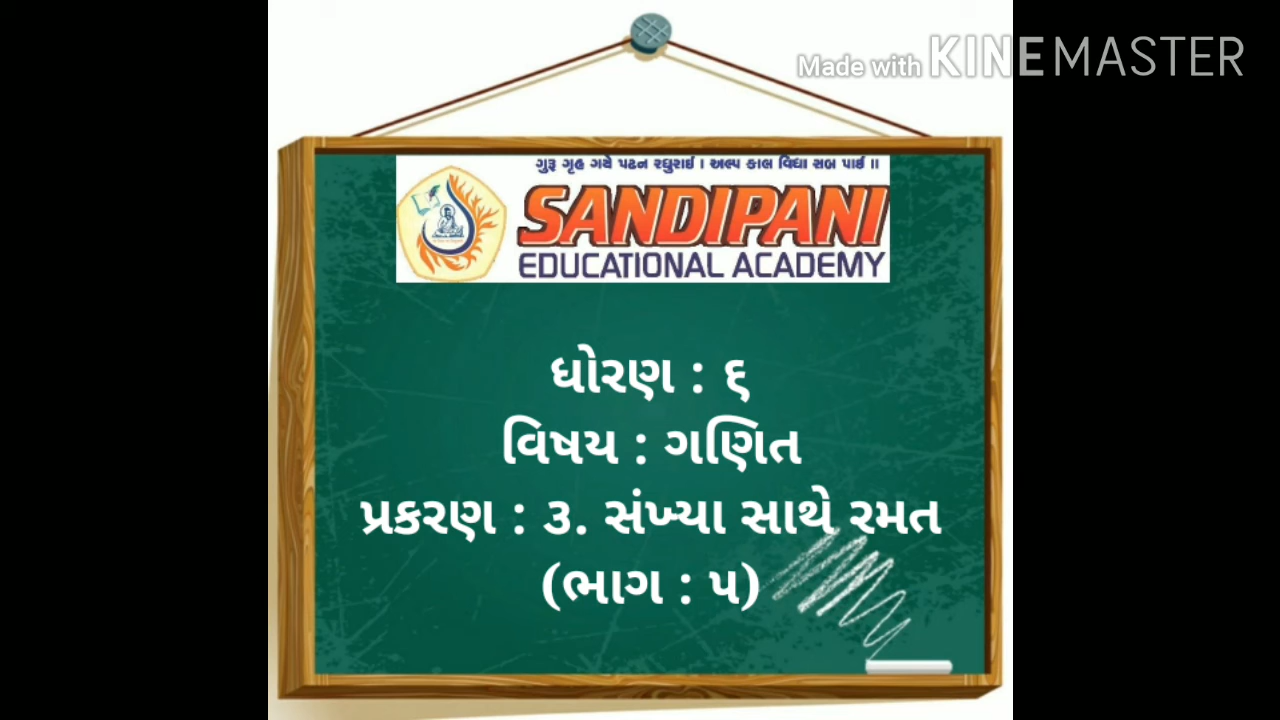 Made with KINEMASTER
ગુરુ ગૃહ ગયે પઢન રઘુરાઈ । અલ્પ કાલ વિદ્યા સબ પાઈ ॥
SANDIPANI
EDUCATIONAL ACADEMY
ધોરણ : ૬
વિષય : ગણિત
પ્રકરણ : ૩. સંખ્યા સાથે રમત
(ભાગ : ૫)